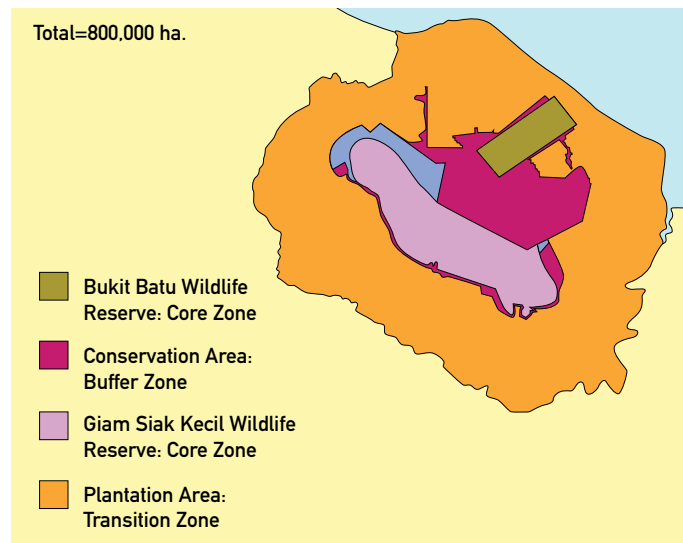 Total=800,000 ha.
Bukit Batu Wildlife
Reserve: Core Zone
Conservation Area:
Buffer Zone
Giam Siak Kecil Wildlife
Reserve: Core Zone
Plantation Area:
Transition Zone